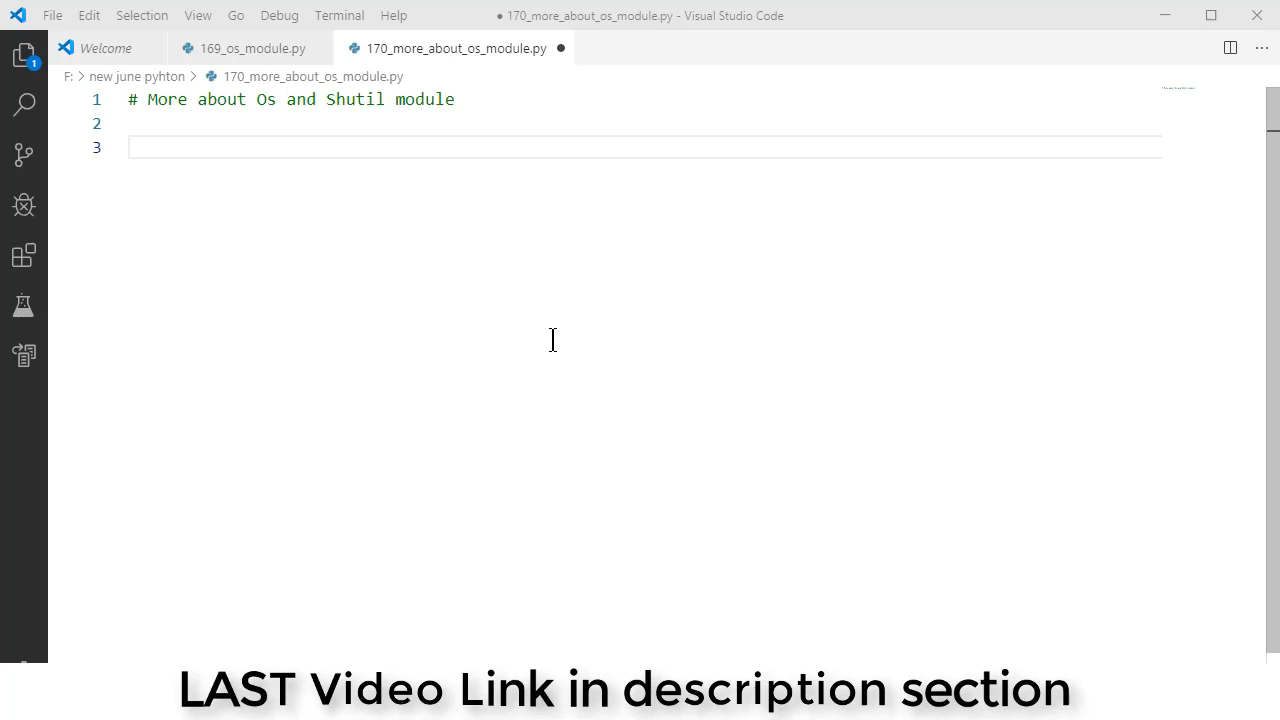 File Edit Selection View Go Debug Terminal Help ● 170_more_about_os_module.py - Visual Studio Code
Welcome 169_os_module.py 170_more_about_os_module.py ●
F: > new june pyhton > 170_more_about_os_module.py
1 # More about Os and Shutil module
2
3
1
LAST Video Link in description section